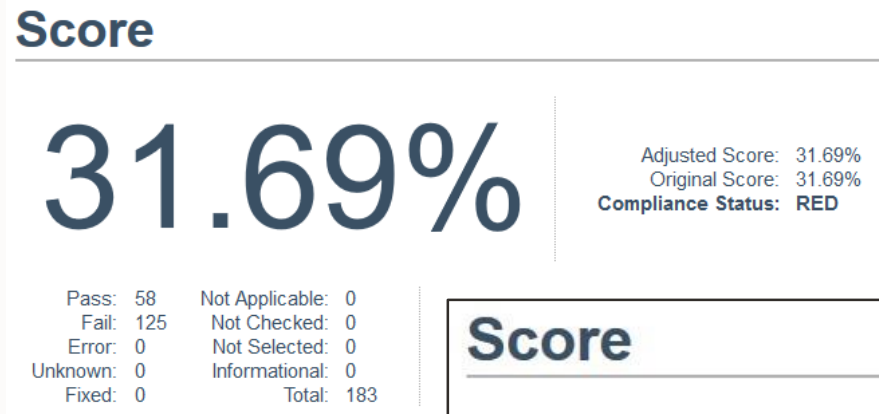 Score
31.69%
Adjusted Score: 31.69%
Original Score: 31.69%
Compliance Status: RED
Pass: 58 Not Applicable: 0
Fail: 125 Not Checked: 0
Error: 0 Not Selected: 0
Unknown: 0 Informational: 0
Fixed: 0 Total: 183
Score